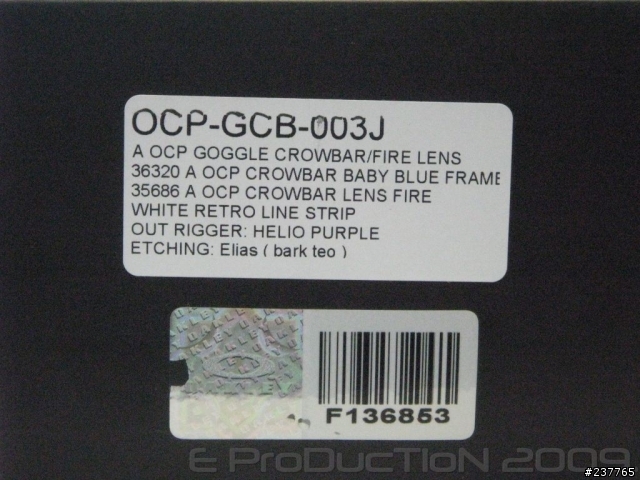 OCP-GCB-003J
A OCP GOGGLE CROWBAR/FIRE LENS
36320 A OCP CROWBAR BABY BLUE FRAME
35686 A OCP CROWBAR LENS FIRE
WHITE RETRO LINE STRIP
OUT RIGGER: HELIO PURPLE
ETCHING: Elias ( bark teo )
F136853
E ProDuCTioN 2009
#237765